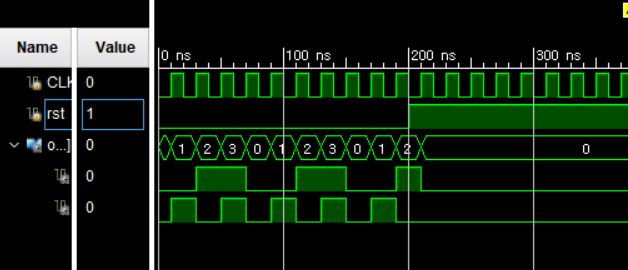 Name Value 0 ns 100 ns 200 ns 300 ns
CLK 0
rst 1
o...] 0 1 2 3 0 1 2 3 0 1 2 0
0
0